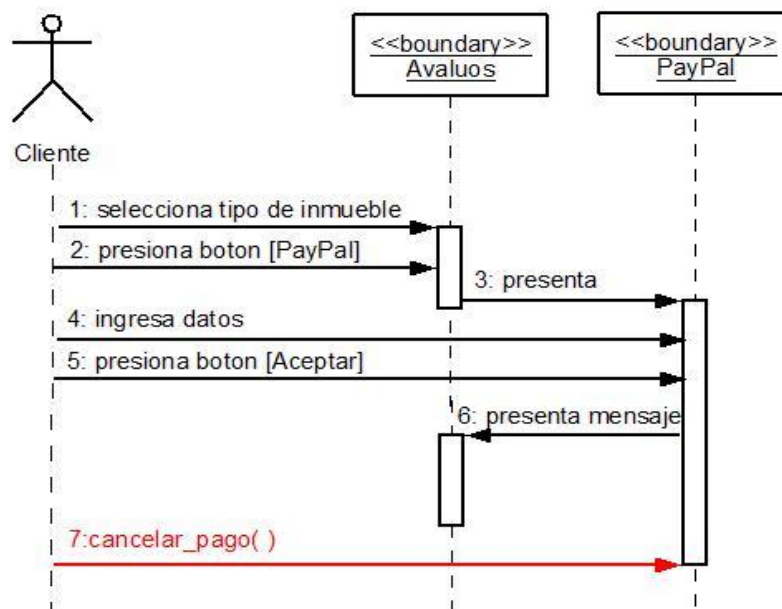 <<boundary>>
Avaluos
<<boundary>>
PayPal
Cliente
1: selecciona tipo de inmueble
2: presiona boton [PayPal]
3: presenta
4: ingresa datos
5: presiona boton [Aceptar]
6: presenta mensaje
7:cancelar_pago( )